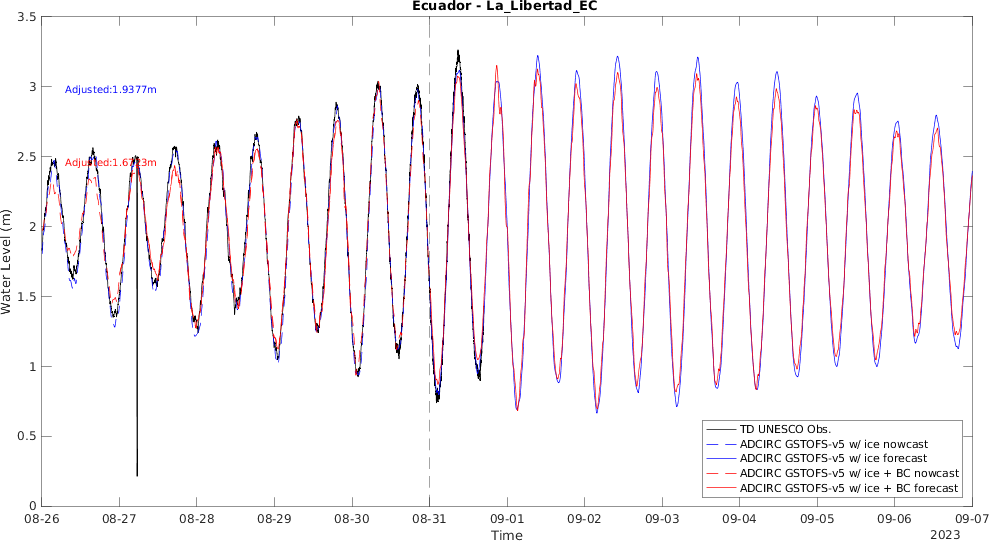 Ecuador - La_Libertad_EC
3.5
3
2.5
2
1.5
1
0.5
0
Water Level (m)
Adjusted:1.9377m
TD UNESCO Obs.
ADCIRC GSTOFS-v5 w/ ice nowcast
ADCIRC GSTOFS-v5 w/ ice forecast
ADCIRC GSTOFS-v5 w/ ice + BC nowcast
ADCIRC GSTOFS-v5 w/ ice + BC forecast
08-26 08-27 08-28 08-29 08-30 08-31 09-01 09-02 09-03 09-04 09-05 09-06 09-07
Time
2023